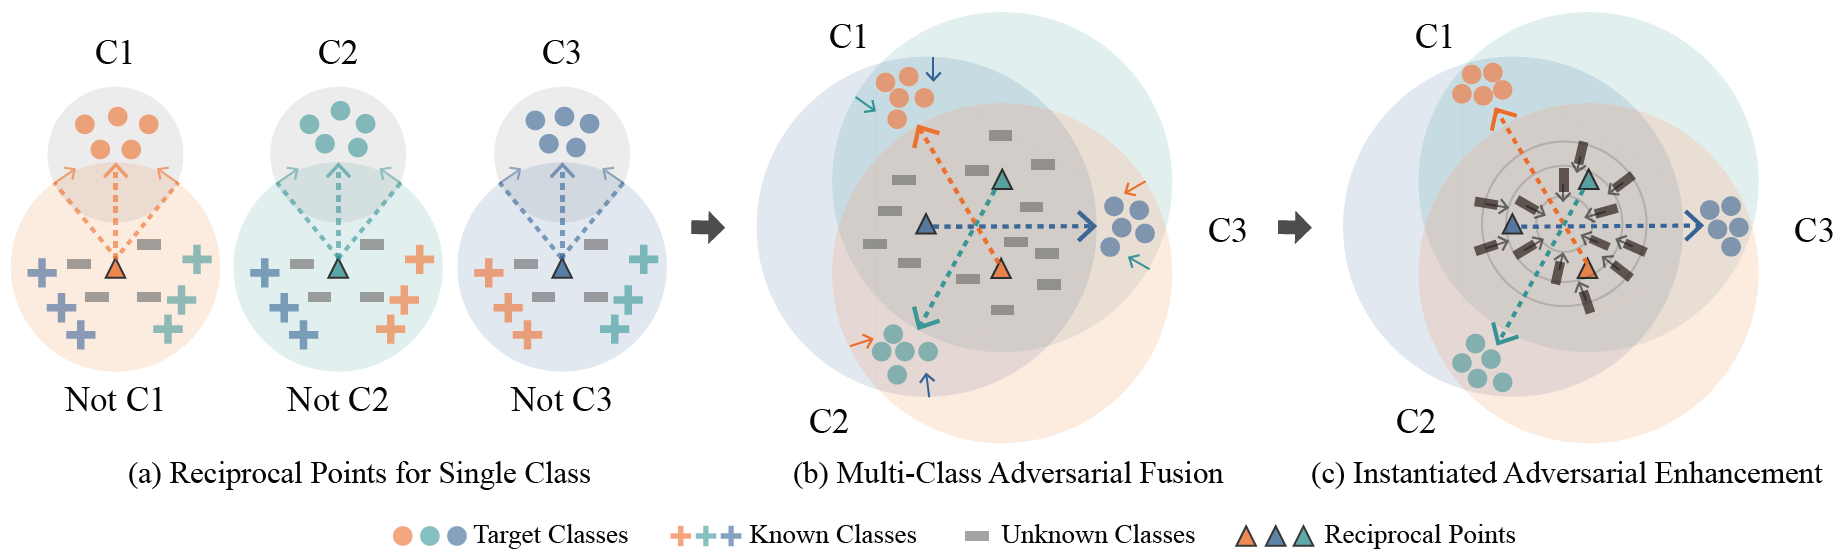 C1 C2 C3
Not C1 Not C2 Not C3
(a) Reciprocal Points for Single Class
C1
C3
C2
(b) Multi-Class Adversarial Fusion
C1
C3
C2
(c) Instantiated Adversarial Enhancement
Target Classes Known Classes Unknown Classes Reciprocal Points